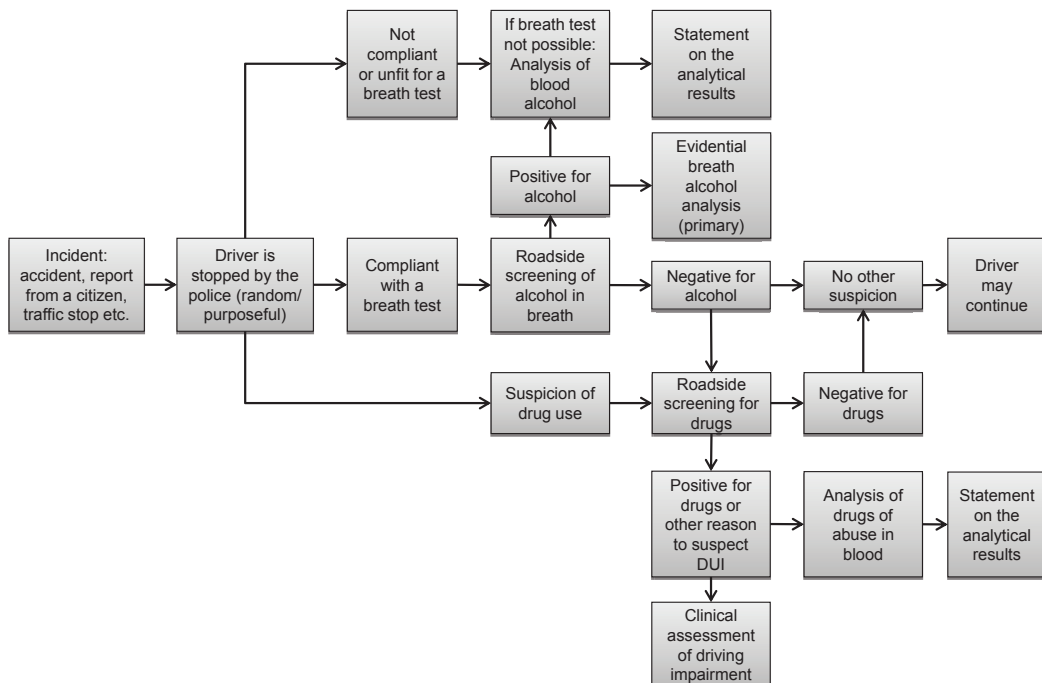 Not
compliant
or unfit for a
breath test
If breath test
not possible:
Analysis of
blood
alcohol
Statement
on the
analytical
results
Positive for
alcohol
Evidential
breath
alcohol
analysis
(primary)
Incident:
accident, report
from a citizen,
traffic stop etc.
Driver is
stopped by the
police (random/
purposeful)
Compliant
with a
breath test
Roadside
screening of
alcohol in
breath
Negative for
alcohol
No other
suspicion
Driver
may
continue
Suspicion of
drug use
Roadside
screening for
drugs
Negative for
drugs
Positive for
drugs or
other reason
to suspect
DUI
Analysis of
drugs of
abuse in
blood
Statement
on the
analytical
results
Clinical
assessment
of driving
impairment